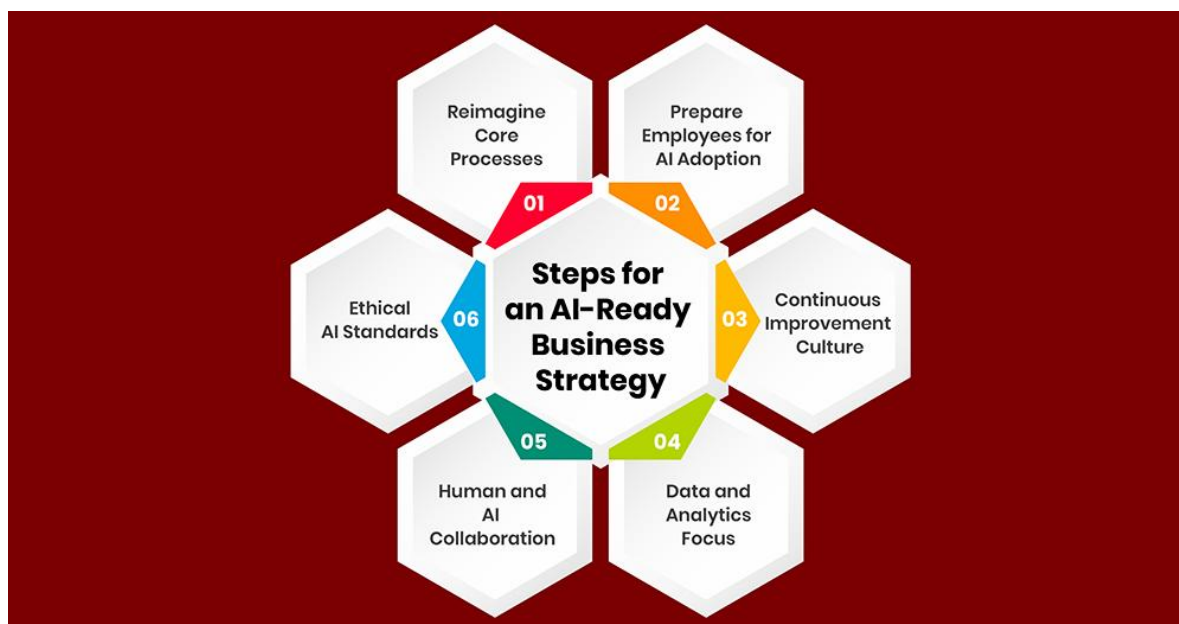 Steps for
an AI-Ready
Business
Strategy
01
Reimagine
Core
Processes
02
Prepare
Employees for
AI Adoption
03
Continuous
Improvement
Culture
04
Data and
Analytics
Focus
05
Human and
AI
Collaboration
06
Ethical
AI Standards